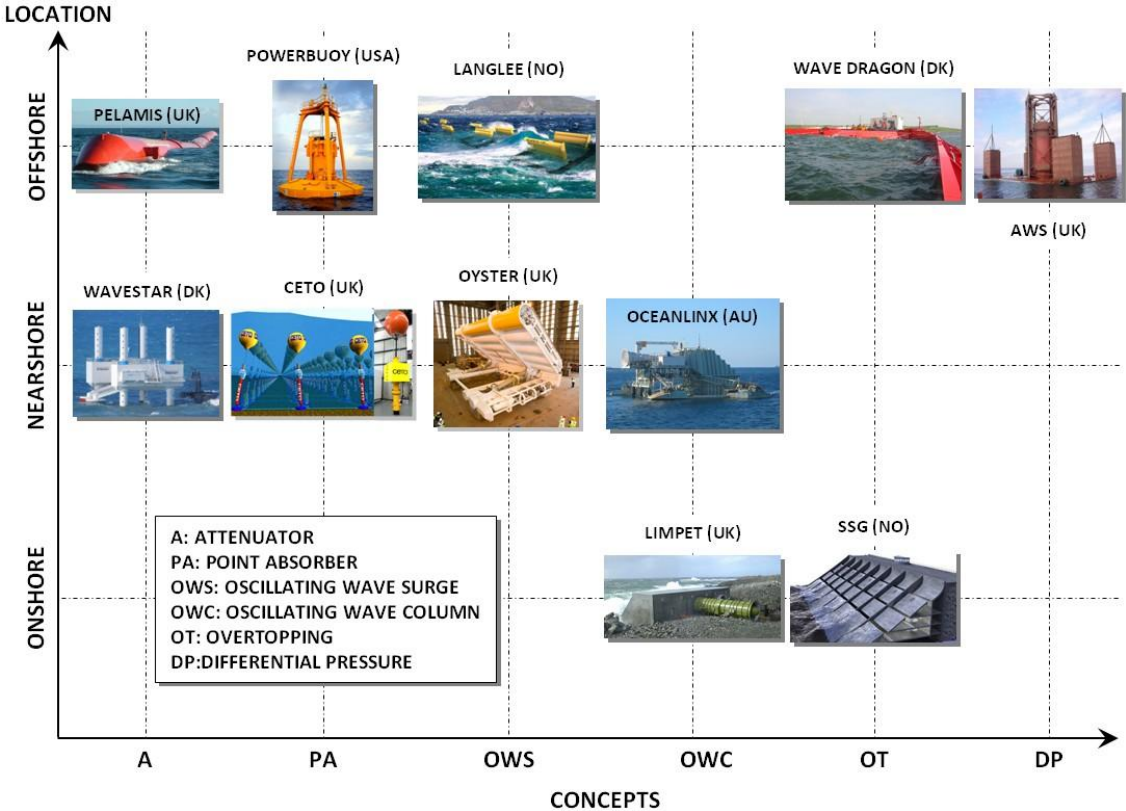 LOCATION
OFFSHORE
PELAMIS (UK)
POWERBUOY (USA)
LANGLEE (NO)
WAVE DRAGON (DK)
AWS (UK)
NEARSHORE
WAVESTAR (DK)
CETO (UK)
CETO
OYSTER (UK)
OCEANLINX (AU)
ONSHORE
LIMPET (UK)
SSG (NO)
A: ATTENUATOR
PA: POINT ABSORBER
OWS: OSCILLATING WAVE SURGE
OWC: OSCILLATING WAVE COLUMN
OT: OVERTOPPING
DP:DIFFERENTIAL PRESSURE
A PA OWS OWC OT DP
CONCEPTS